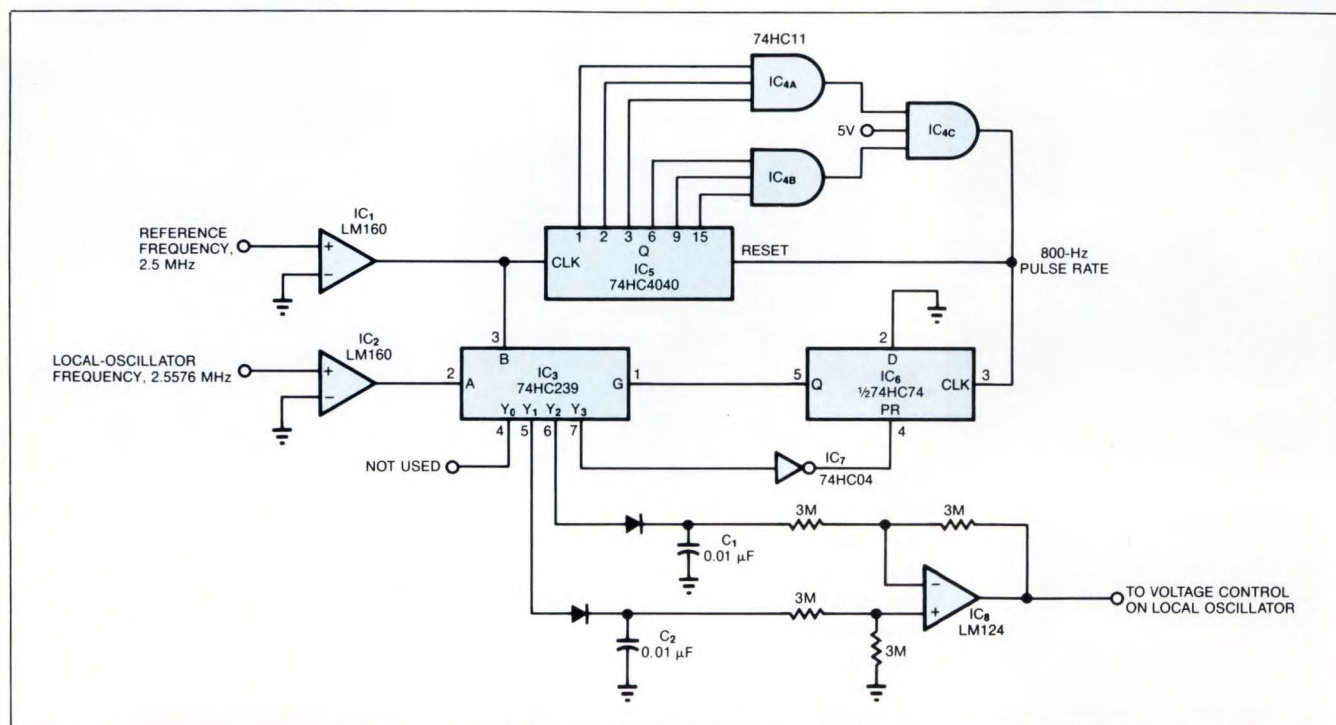 74HC11
IC4A
IC4B
IC4C
5V
1 2 3 6 9 15
Q
CLK
IC5
74HC4040
RESET
800-Hz
PULSE RATE
IC1
LM160
REFERENCE
FREQUENCY,
2.5 MHz
IC2
LM160
LOCAL-OSCILLATOR
FREQUENCY, 2.5576 MHz
3
B
2
A
IC3
74HC239
G
1
Y0 Y1 Y2 Y3
4 5 6 7
NOT USED
2
D
5
Q
IC6
½74HC74
CLK
3
PR
4
IC7
74HC04
3M
3M
C1
0.01 µF
3M
C2
0.01 µF
3M
−
+
IC8
LM124
TO VOLTAGE CONTROL
ON LOCAL OSCILLATOR